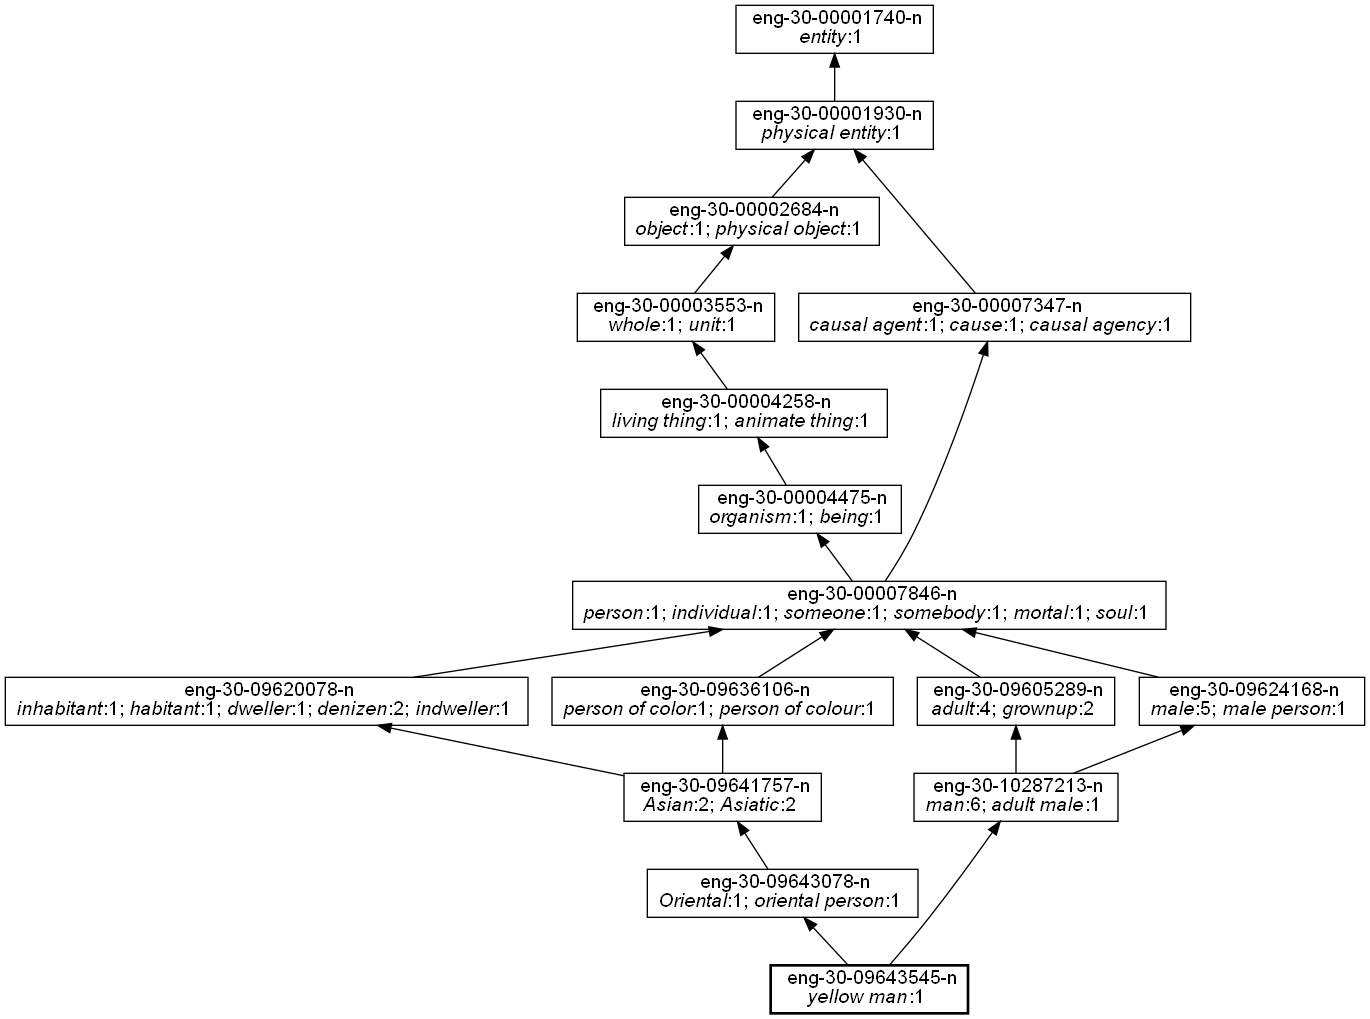 eng-30-00001740-n
entity:1
eng-30-00001930-n
physical entity:1
eng-30-00002684-n
object:1; physical object:1
eng-30-00003553-n
whole:1; unit:1
eng-30-00007347-n
causal agent:1; cause:1; causal agency:1
eng-30-00004258-n
living thing:1; animate thing:1
eng-30-00004475-n
organism:1; being:1
eng-30-00007846-n
person:1; individual:1; someone:1; somebody:1; mortal:1; soul:1
eng-30-09620078-n
inhabitant:1; habitant:1; dweller:1; denizen:2; indweller:1
eng-30-09636106-n
person of color:1; person of colour:1
eng-30-09605289-n
adult:4; grownup:2
eng-30-09624168-n
male:5; male person:1
eng-30-09641757-n
Asian:2; Asiatic:2
eng-30-10287213-n
man:6; adult male:1
eng-30-09643078-n
Oriental:1; oriental person:1
eng-30-09643545-n
yellow man:1